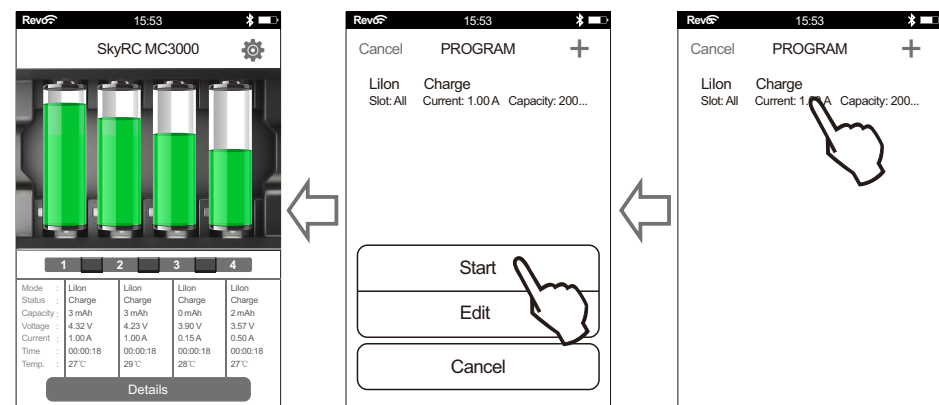 Revo 15:53
SkyRC MC3000
1 2 3 4
Mode : LiIon LiIon LiIon LiIon
Status : Charge Charge Charge Charge
Capacity : 3 mAh 3 mAh 0 mAh 2 mAh
Voltage : 4.32 V 4.23 V 3.90 V 3.57 V
Current : 1.00 A 1.00 A 0.15 A 0.50 A
Time : 00:00:18 00:00:18 00:00:18 00:00:18
Temp. : 27℃ 29℃ 28℃ 27℃
Details
Revo 15:53
Cancel PROGRAM +
LiIon Charge
Slot: All Current: 1.00 A Capacity: 200...
Start
Edit
Cancel
Revo 15:53
Cancel PROGRAM +
LiIon Charge
Slot: All Current: A Capacity: 200...